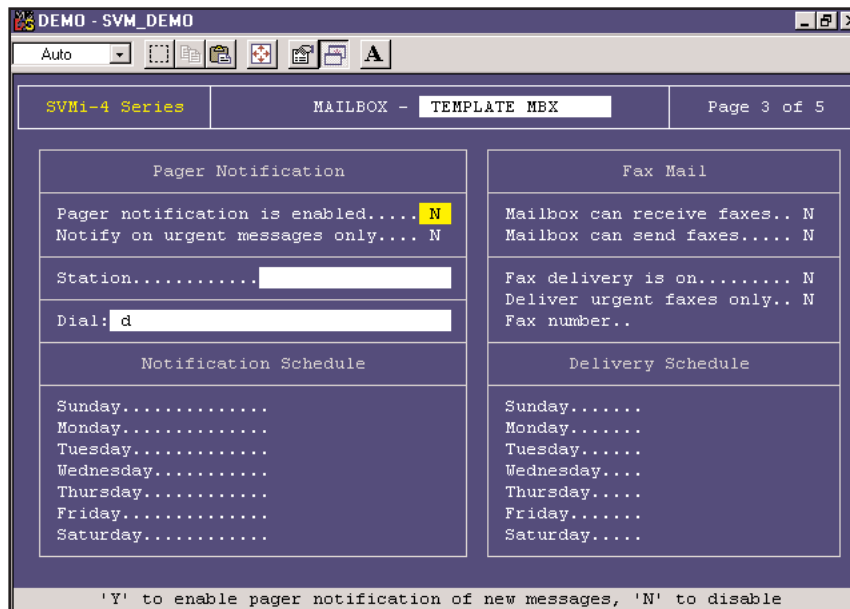 DEMO - SVM_DEMO
Auto
A
SVMi-4 Series
MAILBOX - TEMPLATE MBX
Page 3 of 5
Pager Notification
Pager notification is enabled..... N
Notify on urgent messages only.... N
Station............
Dial: d
Notification Schedule
Sunday..............
Monday..............
Tuesday.............
Wednesday...........
Thursday............
Friday..............
Saturday............
Fax Mail
Mailbox can receive faxes.. N
Mailbox can send faxes..... N
Fax delivery is on......... N
Deliver urgent faxes only.. N
Fax number..
Delivery Schedule
Sunday.......
Monday.......
Tuesday......
Wednesday....
Thursday.....
Friday.......
Saturday.....
'Y' to enable pager notification of new messages, 'N' to disable